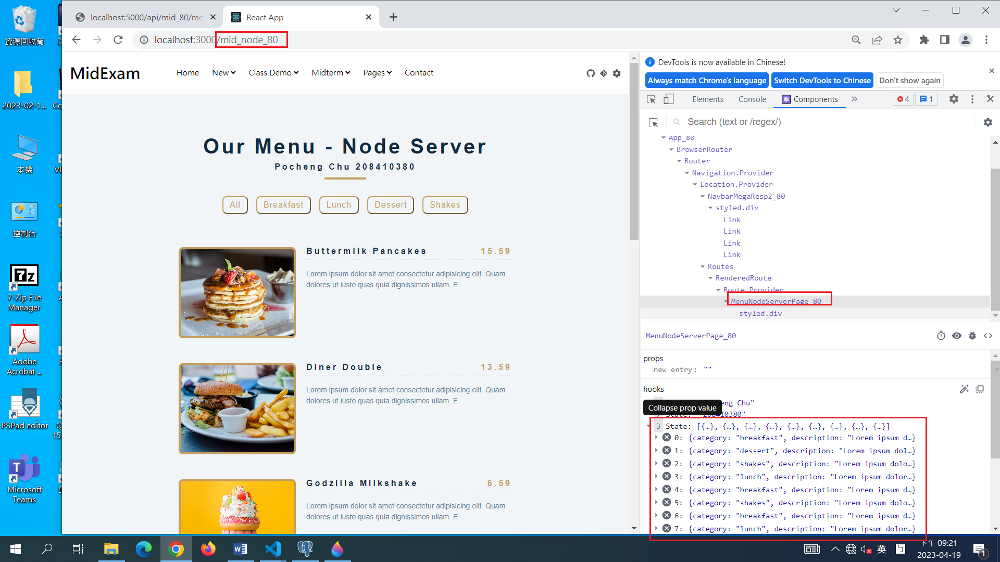 資源回收筒
2023-02-1...
本機
控制台
7-Zip File
Manager
Adobe
Acrobat ...
PSPad editor
Microsoft
Teams
localhost:5000/api/mid_80/me
React App
localhost:3000/mid_node_80
MidExam
Home
New
Class Demo
Midterm
Pages
Contact
Our Menu - Node Server
Pocheng Chu 208410380
All
Breakfast
Lunch
Dessert
Shakes
Buttermilk Pancakes 15.59
Lorem ipsum dolor sit amet consectetur adipisicing elit. Quam
dolores ut iusto quas quia dignissimos ullam. E
Diner Double 13.59
Lorem ipsum dolor sit amet consectetur adipisicing elit. Quam
dolores ut iusto quas quia dignissimos ullam. E
Godzilla Milkshake 6.59
Lorem ipsum dolor sit amet consectetur adipisicing elit. Quam
dolores ut iusto quas quia dignissimos ullam. E
DevTools is now available in Chinese!
Always match Chrome's language
Switch DevTools to Chinese
Don't show again
Elements
Console
Components
4
1
Search (text or /regex/)
App_80
BrowserRouter
Router
Navigation.Provider
Location.Provider
NavbarMegaResp2_80
styled.div
Link
Link
Link
Link
Routes
RenderedRoute
Route.Provider
MenuNodeServerPage_80
styled.div
MenuNodeServerPage_80
props
new entry: ""
hooks
State: "Pocheng Chu"
Collapse prop value
State: "208410380"
3 State: [{…}, {…}, {…}, {…}, {…}, {…}, {…}, {…}, {…}]
0: {category: "breakfast", description: "Lorem ipsum d…}
1: {category: "dessert", description: "Lorem ipsum dol…}
2: {category: "shakes", description: "Lorem ipsum dolo…}
3: {category: "lunch", description: "Lorem ipsum dolor…}
4: {category: "breakfast", description: "Lorem ipsum d…}
5: {category: "shakes", description: "Lorem ipsum dolo…}
6: {category: "breakfast", description: "Lorem ipsum d…}
7: {category: "lunch", description: "Lorem ipsum dolor…}
英
下午 09:21
2023-04-19
1